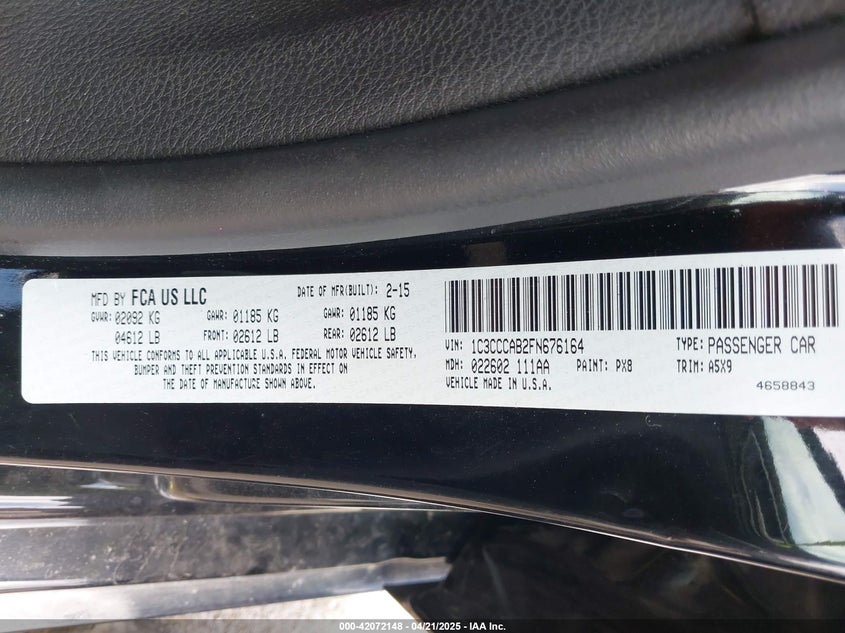 MFD BY FCA US LLC
DATE OF MFR(BUILT): 2-15
GVWR: 02092 KG GAWR: 01185 KG GAWR: 01185 KG
04612 LB FRONT: 02612 LB REAR: 02612 LB
THIS VEHICLE CONFORMS TO ALL APPLICABLE U.S.A. FEDERAL MOTOR VEHICLE SAFETY,
BUMPER AND THEFT PREVENTION STANDARDS IN EFFECT ON
THE DATE OF MANUFACTURE SHOWN ABOVE.
VIN: 1C3CCCAB2FN676164 TYPE: PASSENGER CAR
MDH: 022602 111AA PAINT: PX8 TRIM: A5X9
VEHICLE MADE IN U.S.A.
4658843
000-42072148 - 04/21/2025 - IAA Inc.